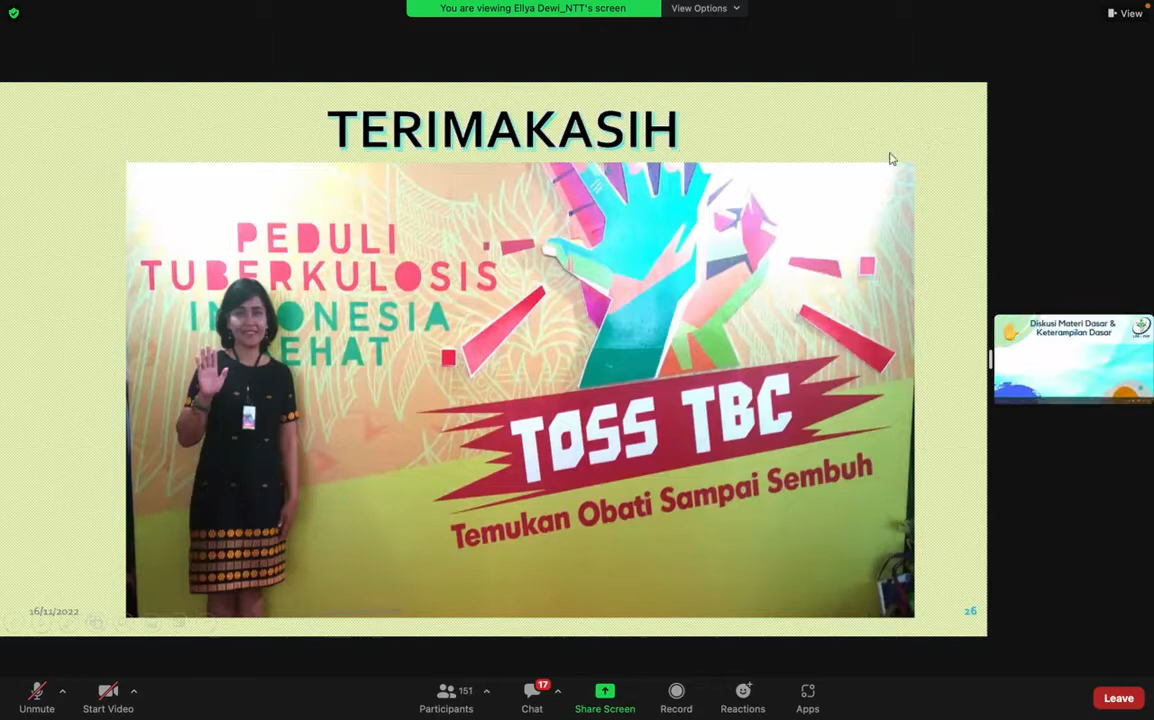 You are viewing Ellya Dewi_NTT's screen
View Options
View
TERIMAKASIH
PEDULI
TUBERKULOSIS
INDONESIA
SEHAT
TOSS TBC
Temukan Obati Sampai Sembuh
16/11/2022
26
Diskusi Materi Dasar &
Keterampilan Dasar
Unmute
Start Video
151
Participants
17
Chat
Share Screen
Record
Reactions
Apps
Leave